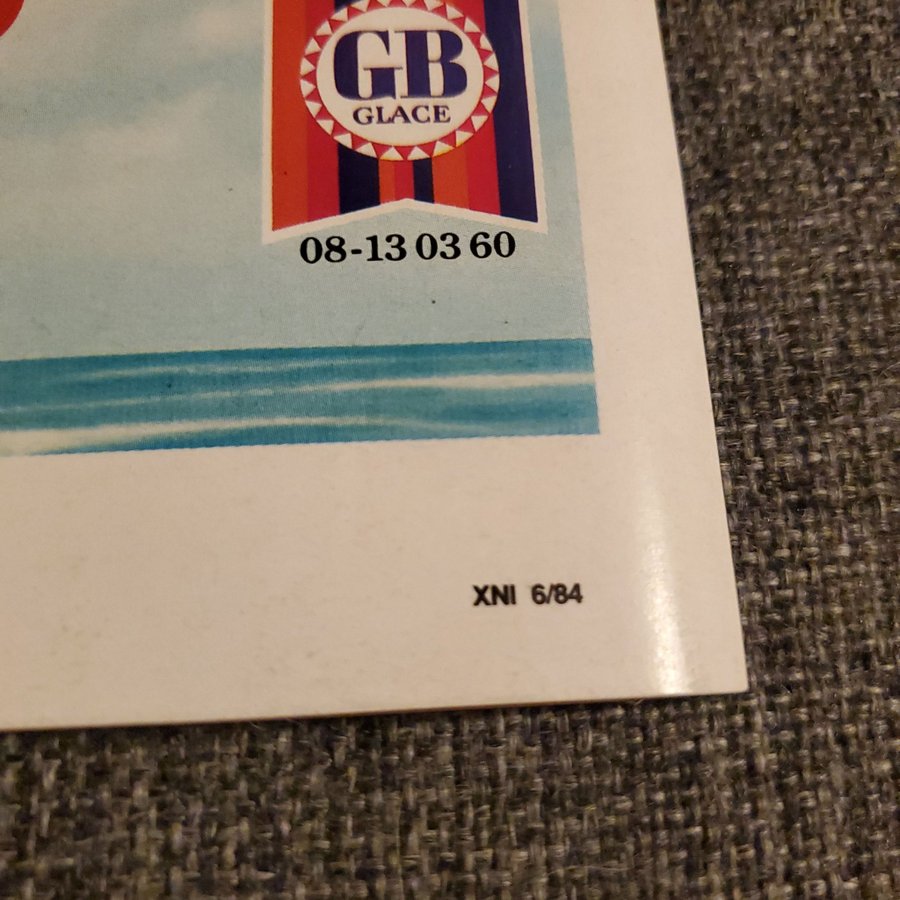 GB
GLACE
08-13 03 60
XNI 6/84